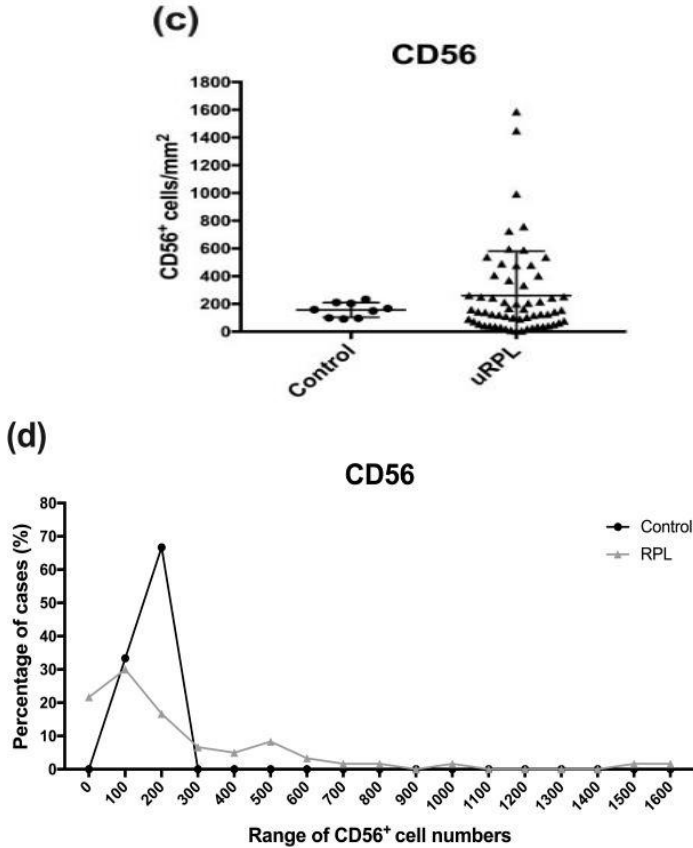 (c)
CD56
CD56⁺ cells/mm²
1800
1600
1400
1200
1000
800
600
400
200
0
Control
uRPL
(d)
CD56
Percentage of cases (%)
80
70
60
50
40
30
20
10
0
Control
RPL
0 100 200 300 400 500 600 700 800 900 1000 1100 1200 1300 1400 1500 1600
Range of CD56⁺ cell numbers